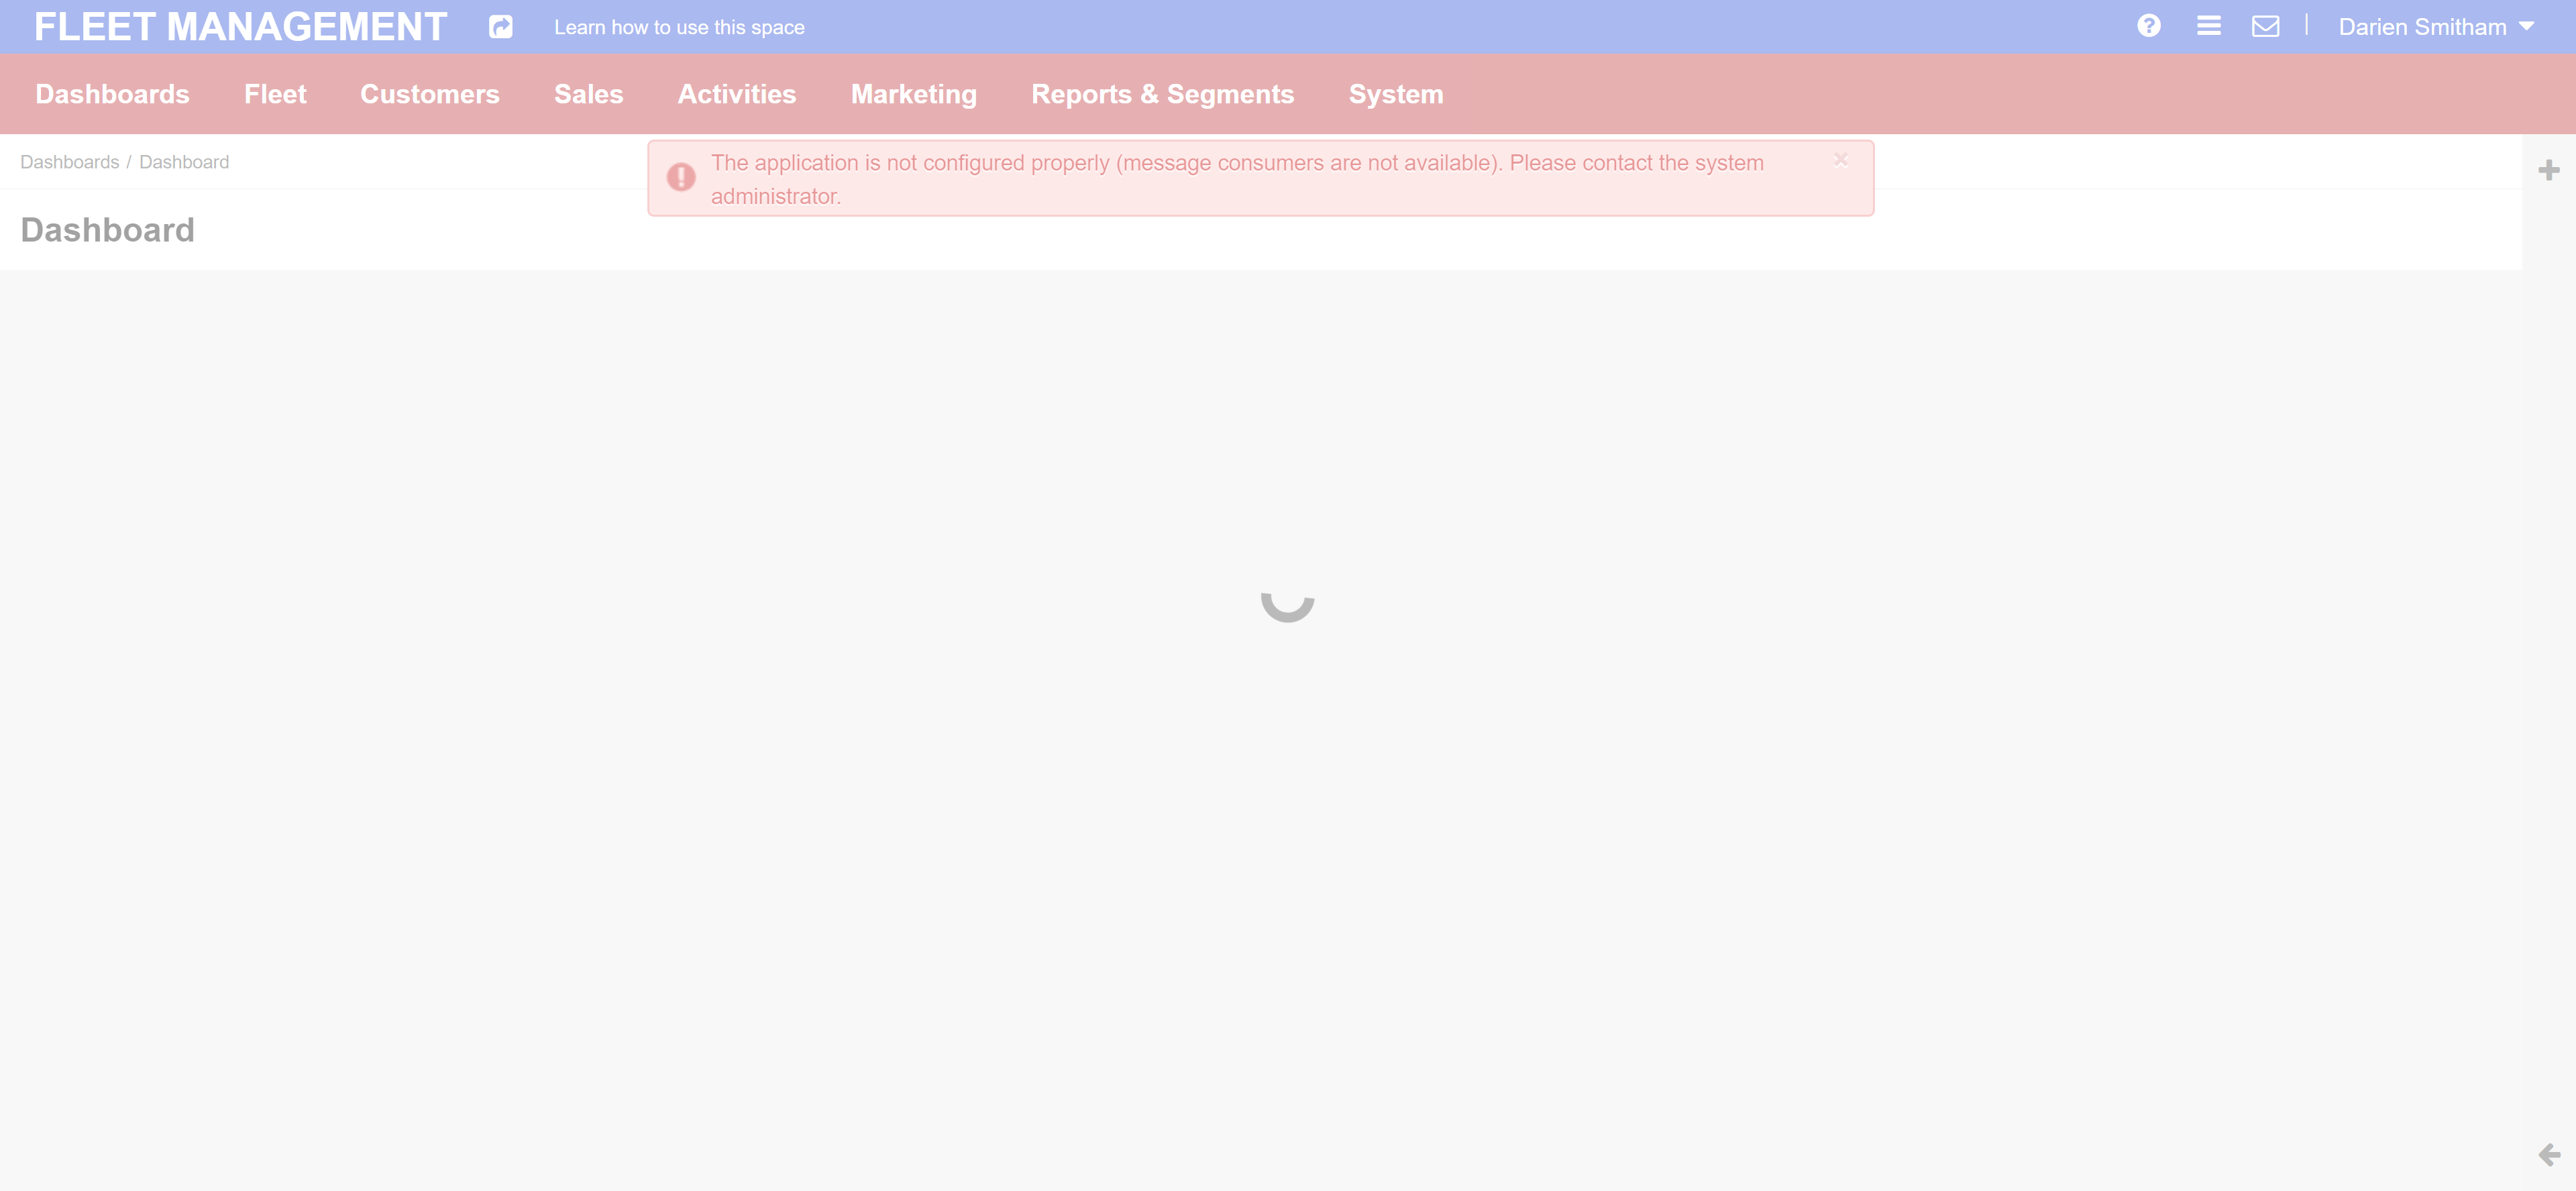 FLEET MANAGEMENT
Learn how to use this space
Darien Smitham
Dashboards
Fleet
Customers
Sales
Activities
Marketing
Reports & Segments
System
Dashboards / Dashboard
The application is not configured properly (message consumers are not available). Please contact the system
administrator.
Dashboard